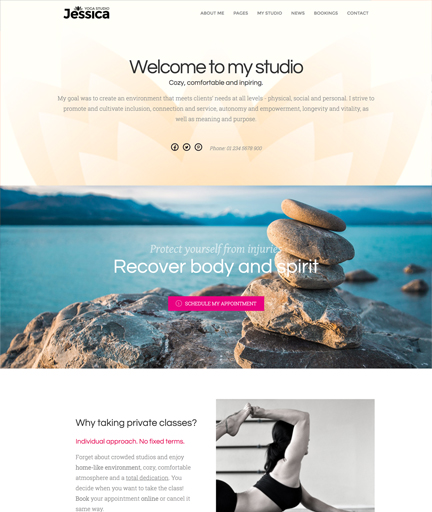 YOGA STUDIO
Jessica
ABOUT ME PAGES MY STUDIO NEWS BOOKINGS CONTACT
Welcome to my studio
Cozy, comfortable and inpiring.
My goal was to create an environment that meets clients' needs at all levels - physical, social and personal. I strive to
promote and cultivate inclusion, connection and service, autonomy and empowerment, longevity and vitality, as
well as meaning and purpose.
Phone: 01 234 5678 900
Protect yourself from injuries
Recover body and spirit
SCHEDULE MY APPOINTMENT
Why taking private classes?
Individual approach. No fixed terms.
Forget about crowded studios and enjoy
home-like environment, cozy, comfortable
atmosphere and a total dedication. You
decide when you want to take the class!
Book your appointment online or cancel it
same way.